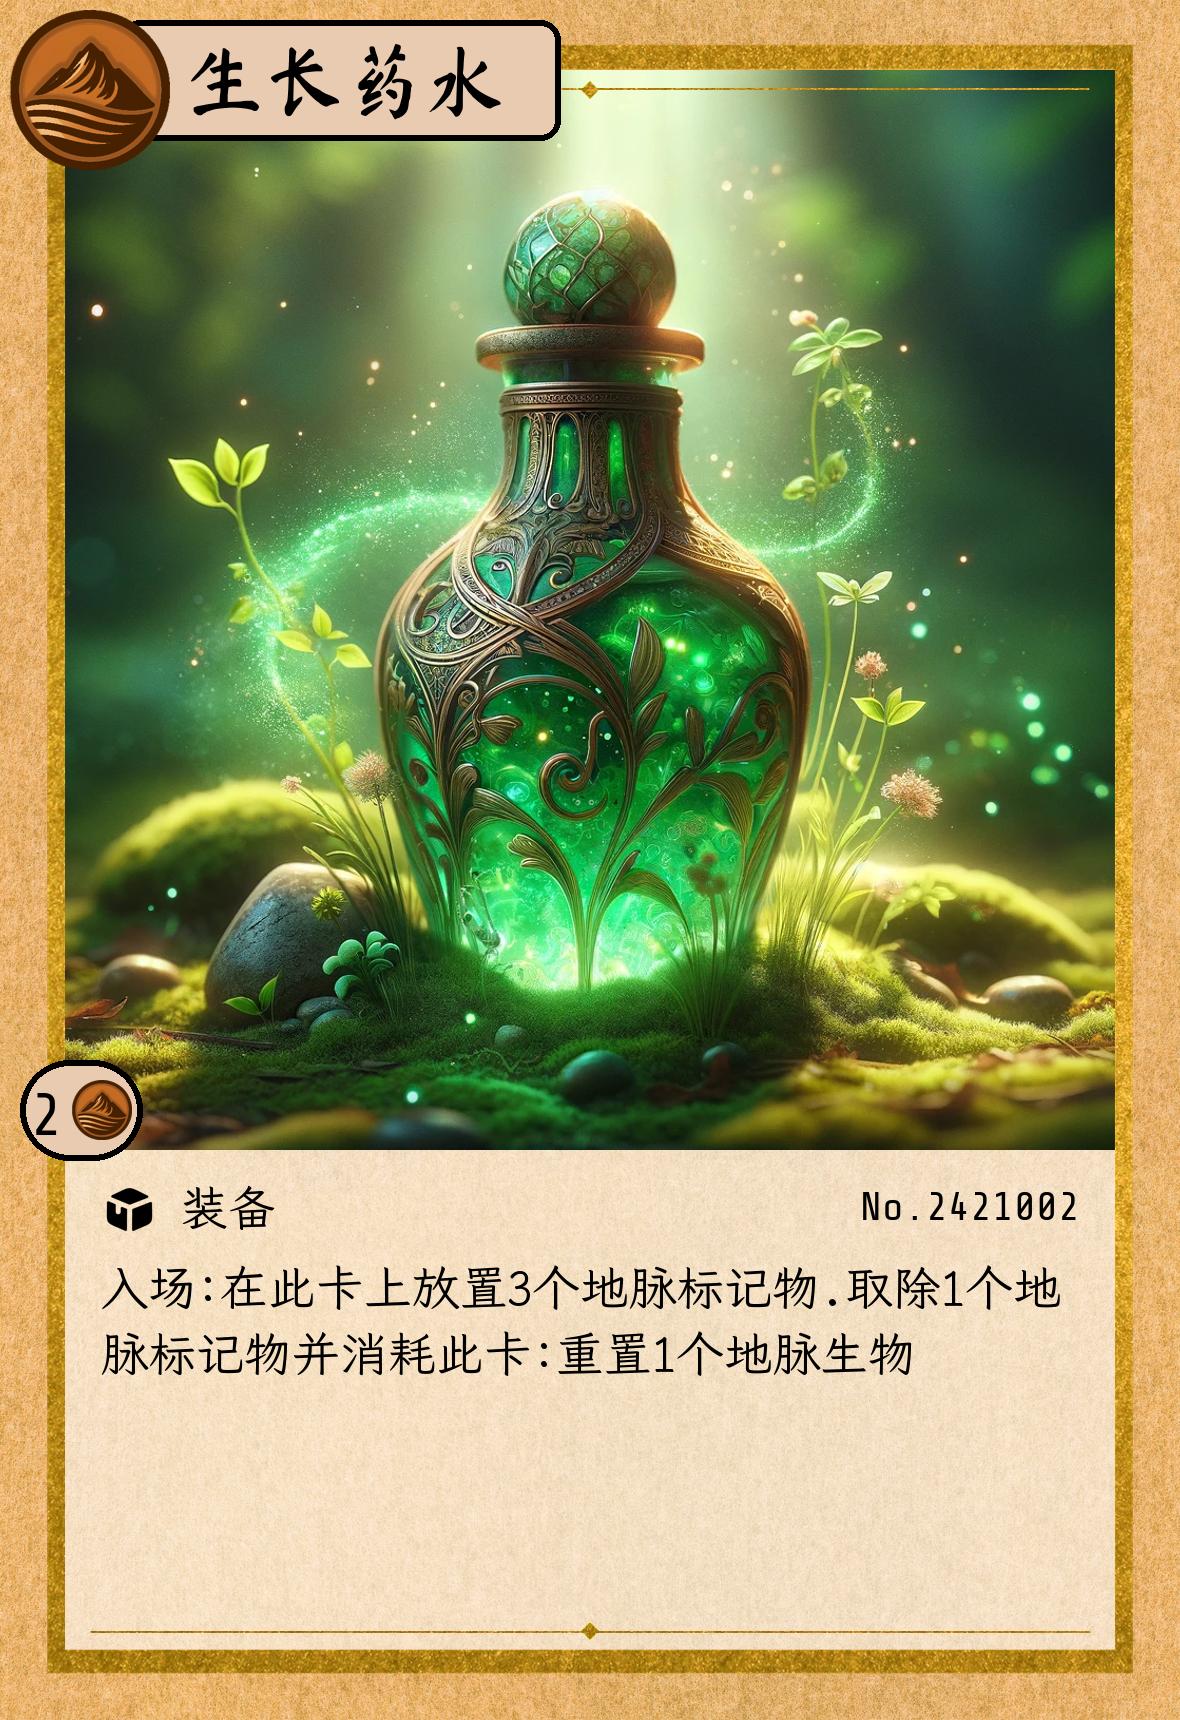 生长药水
2
装备
No.2421002
入场:在此卡上放置3个地脉标记物.取除1个地
脉标记物并消耗此卡:重置1个地脉生物